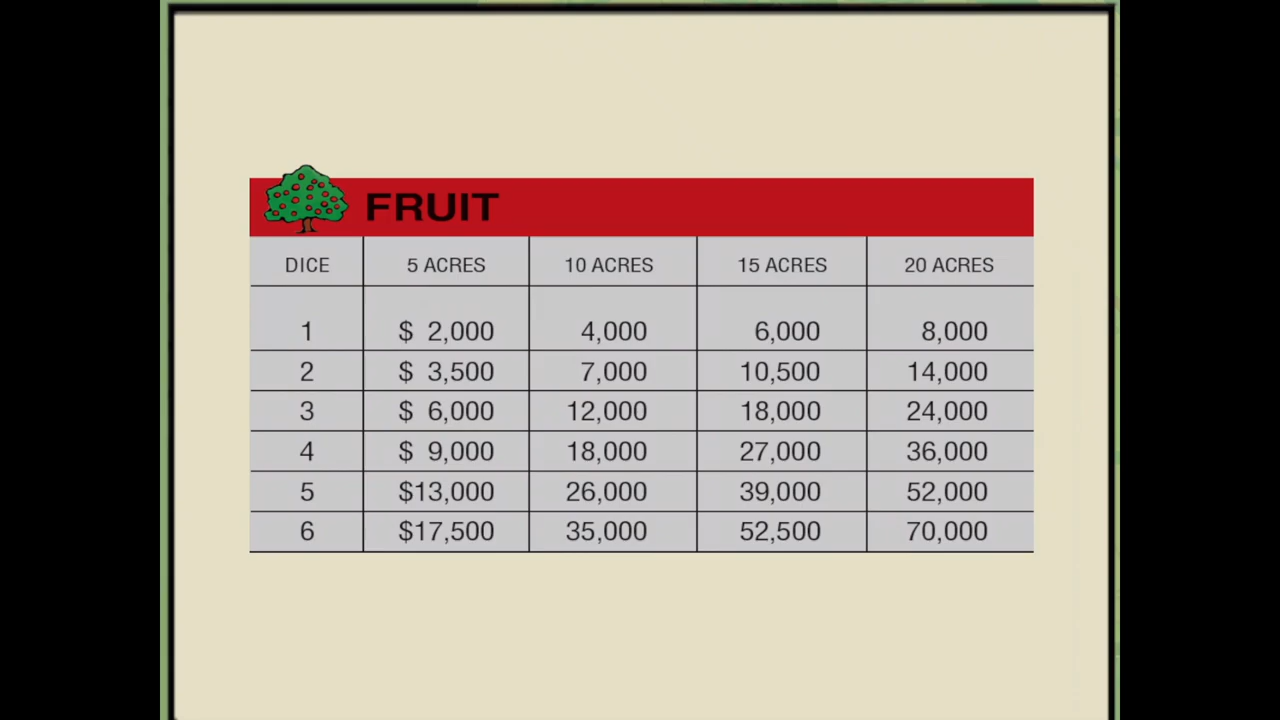 FRUIT
DICE 5 ACRES 10 ACRES 15 ACRES 20 ACRES
1 $ 2,000 4,000 6,000 8,000
2 $ 3,500 7,000 10,500 14,000
3 $ 6,000 12,000 18,000 24,000
4 $ 9,000 18,000 27,000 36,000
5 $13,000 26,000 39,000 52,000
6 $17,500 35,000 52,500 70,000